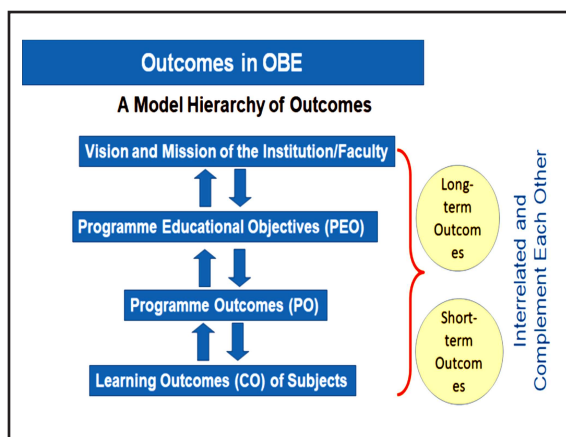 Outcomes in OBE
A Model Hierarchy of Outcomes
Vision and Mission of the Institution/Faculty
Programme Educational Objectives (PEO)
Programme Outcomes (PO)
Learning Outcomes (CO) of Subjects
Long-
term
Outcom
es
Short-
term
Outcom
es
Interrelated and
Complement Each Other